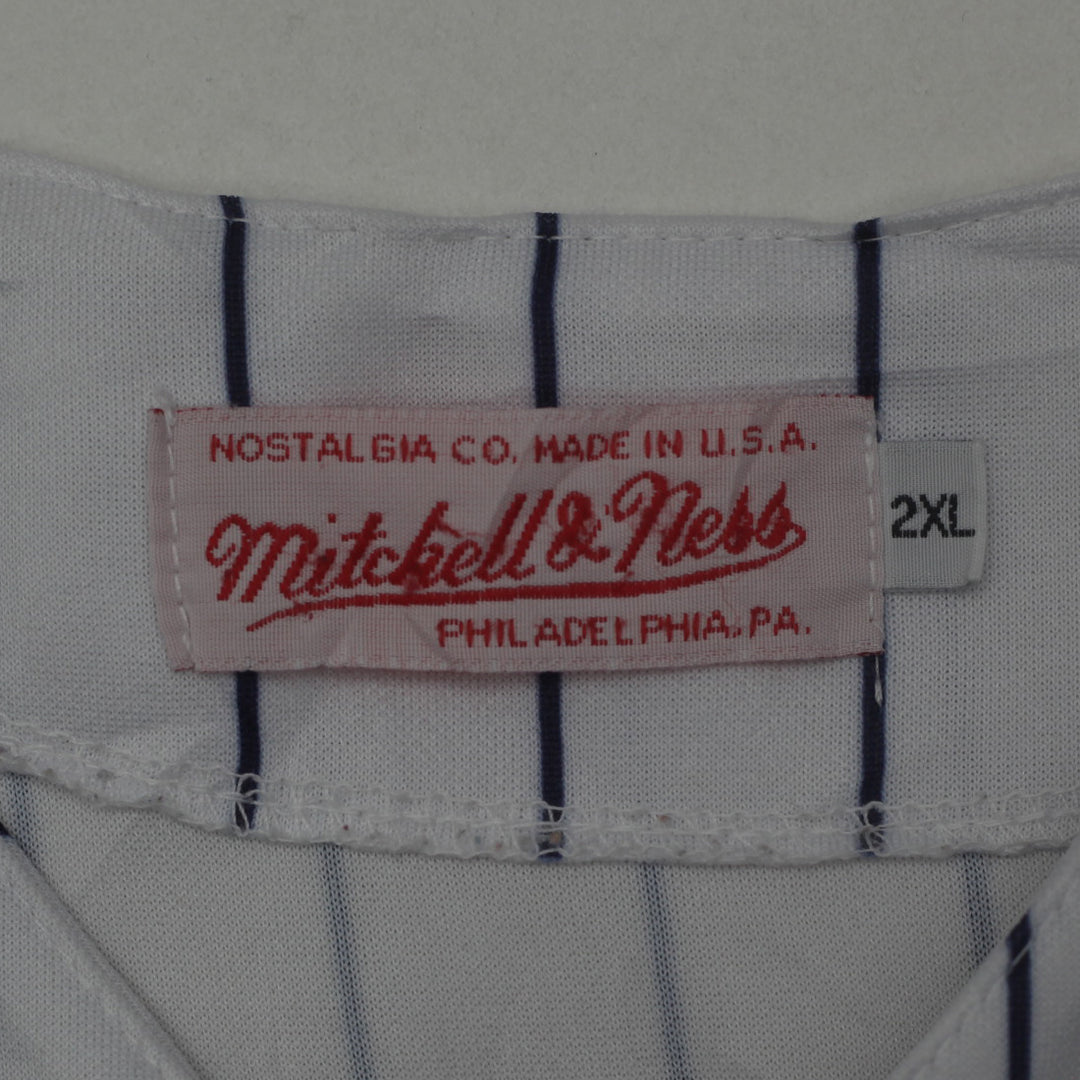 NOSTALGIA CO. MADE IN U.S.A.
Mitchell & Ness
PHILADELPHIA, PA.
2XL